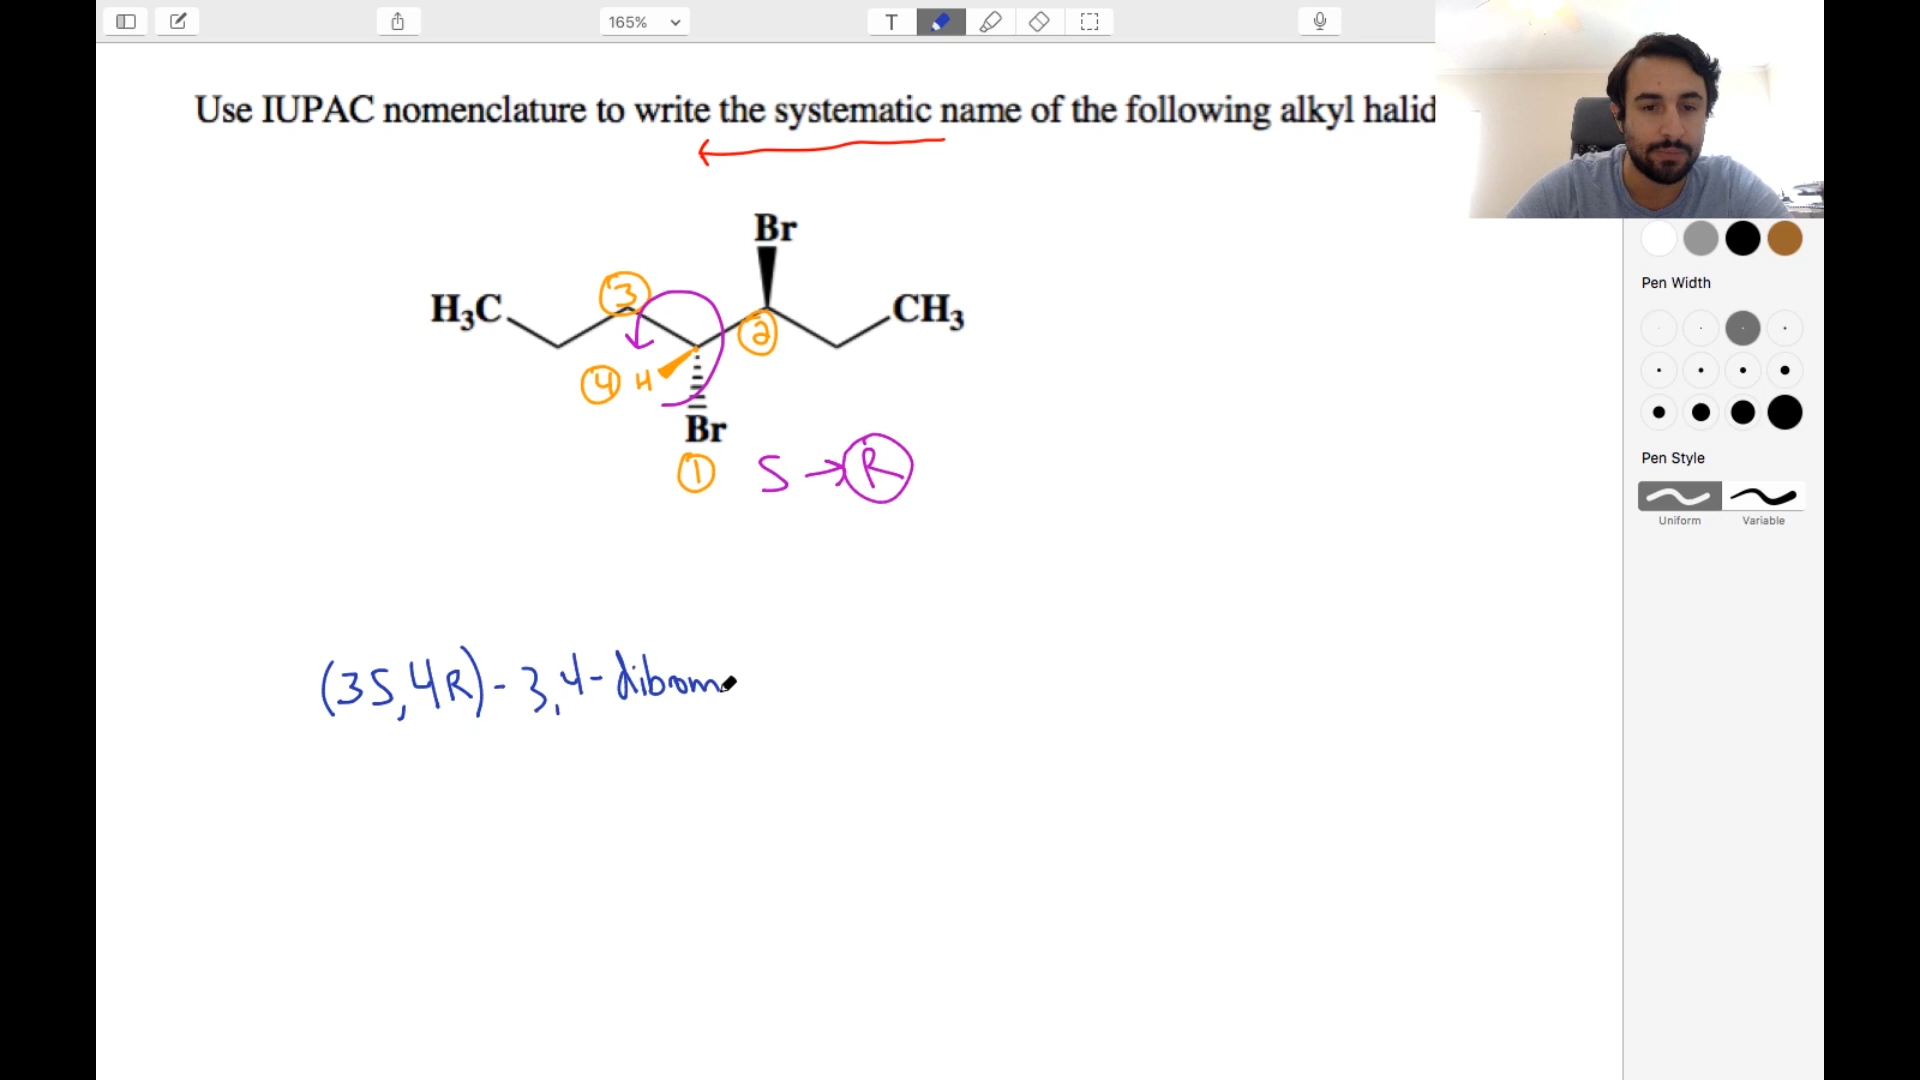 165%
T
Use IUPAC nomenclature to write the systematic name of the following alkyl halid
Br
H₃C
3
CH₃
2
4 H
Br
1 S → R
(3S,4R)-3,4-dibrom
Pen Width
Pen Style
Uniform Variable